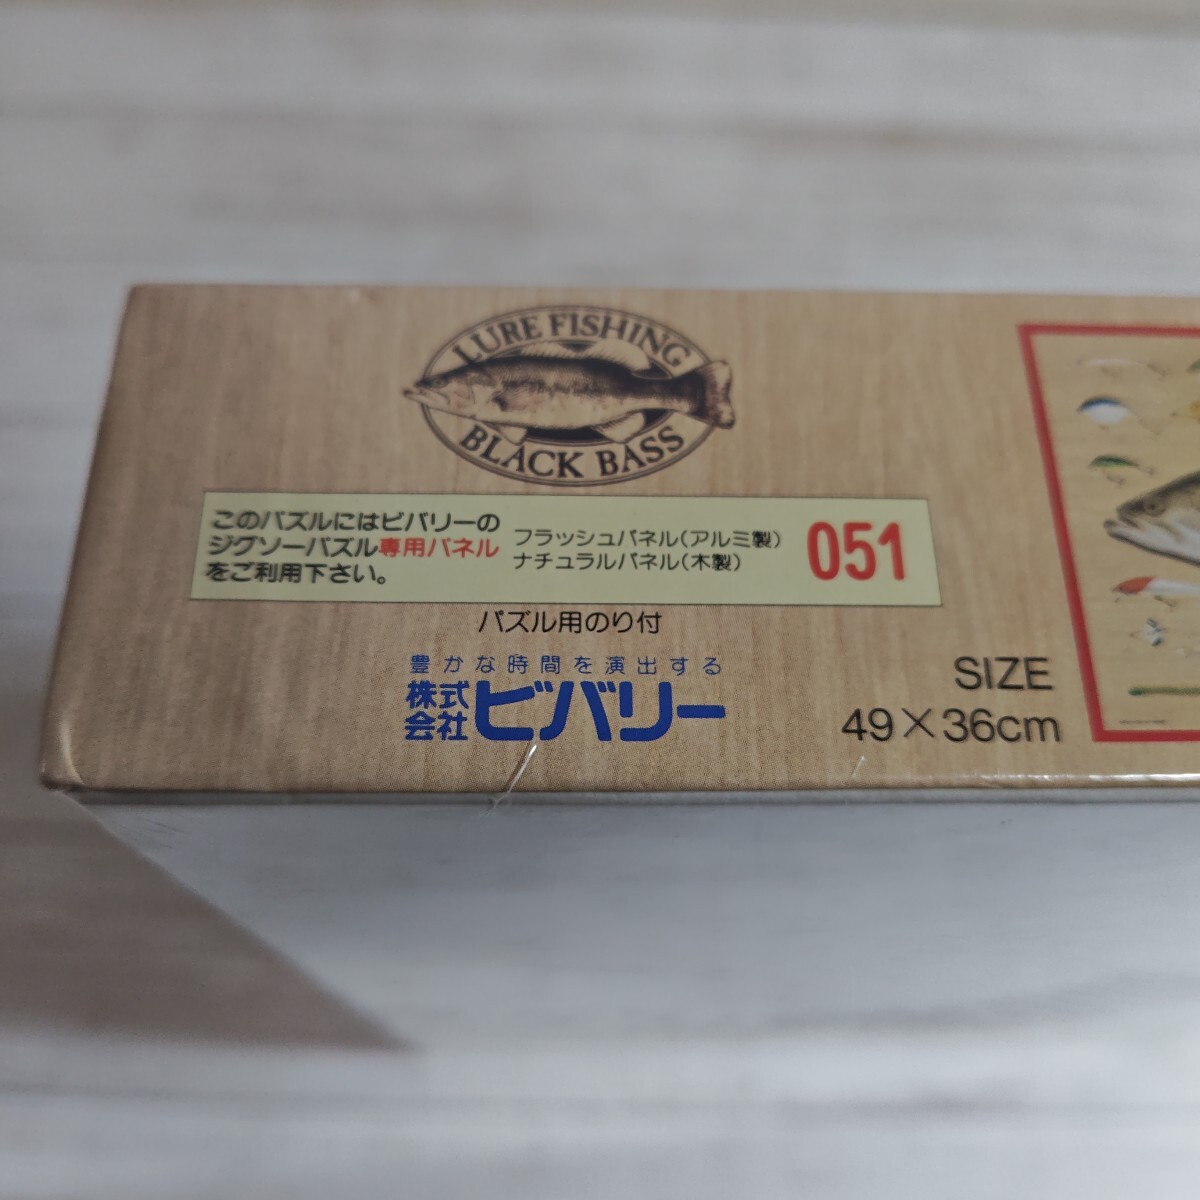 LURE FISHING
BLACK BASS
このパズルにはビバリーの
ジグソーパズル専用パネル
をご利用下さい。
フラッシュパネル(アルミ製)
ナチュラルパネル(木製)
051
パズル用のり付
豊かな時間を演出する
株式
会社
ビバリー
SIZE
49×36cm